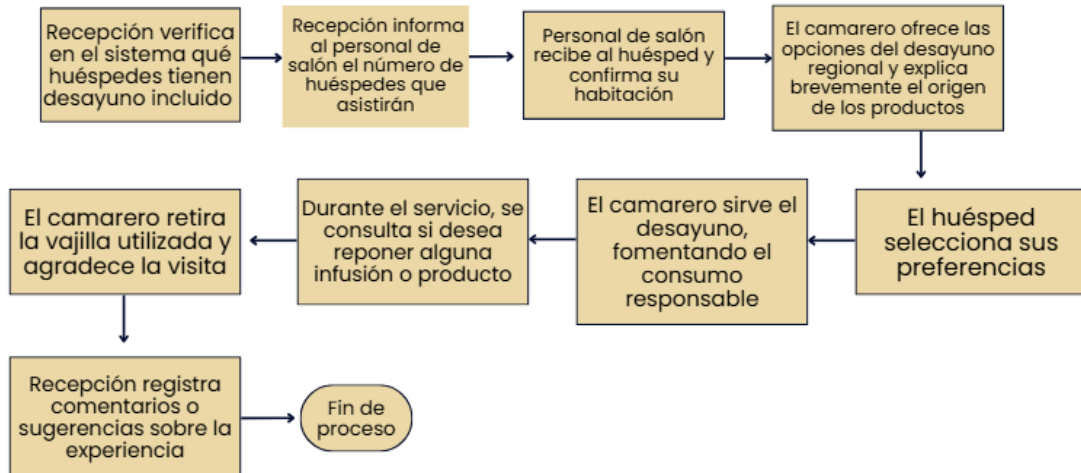 Recepción verifica
en el sistema qué
huéspedes tienen
desayuno incluido
Recepción informa
al personal de
salón el número de
huéspedes que
asistirán
Personal de salón
recibe al huésped y
confirma su
habitación
El camarero ofrece las
opciones del desayuno
regional y explica
brevemente el origen
de los productos
El huésped
selecciona sus
preferencias
El camarero sirve el
desayuno,
fomentando el
consumo
responsable
Durante el servicio, se
consulta si desea
reponer alguna
infusión o producto
El camarero retira
la vajilla utilizada y
agradece la visita
Recepción registra
comentarios o
sugerencias sobre la
experiencia
Fin de
proceso